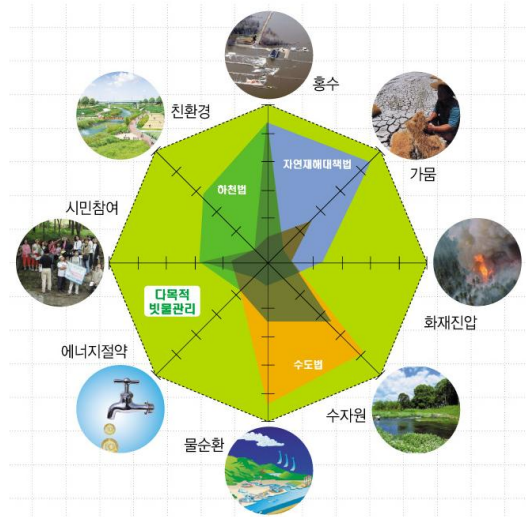 홍수
친환경
가뭄
자연재해대책법
하천법
시민참여
다목적
빗물관리
화재진압
에너지절약
수도법
수자원
물순환